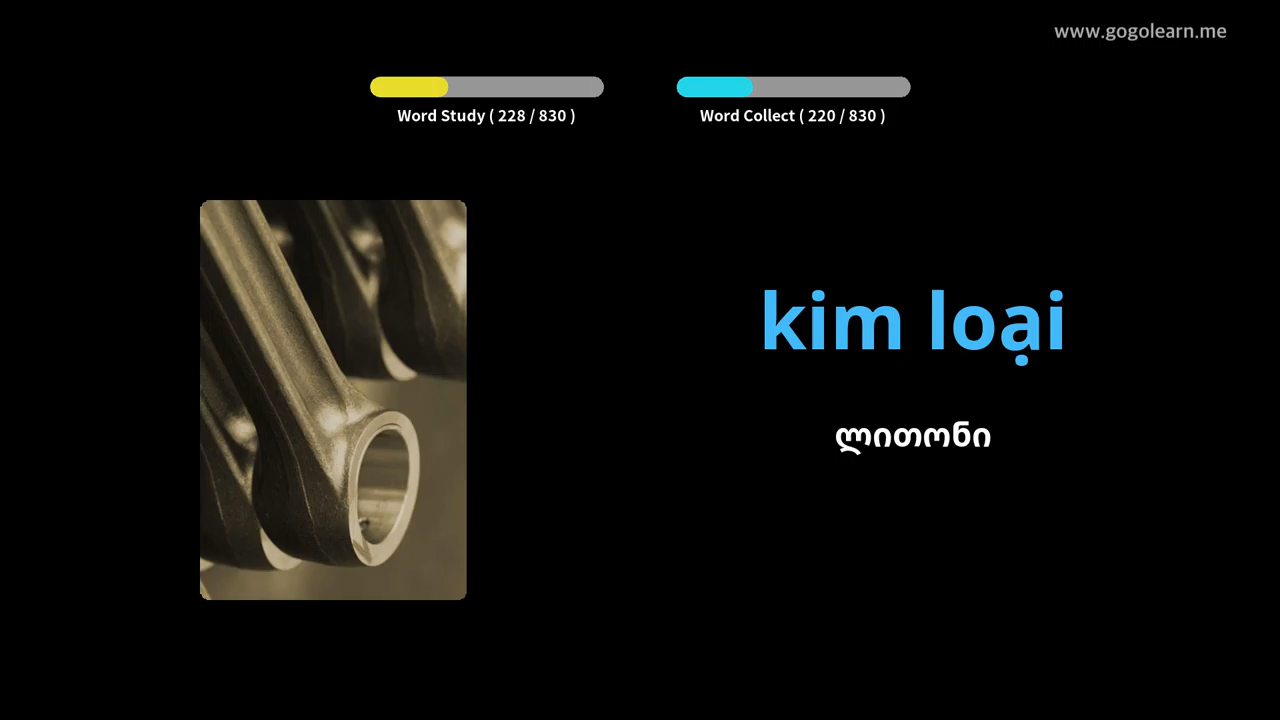 www.gogolearn.me
Word Study ( 228 / 830 )
Word Collect ( 220 / 830 )
kim loại
ლითონი